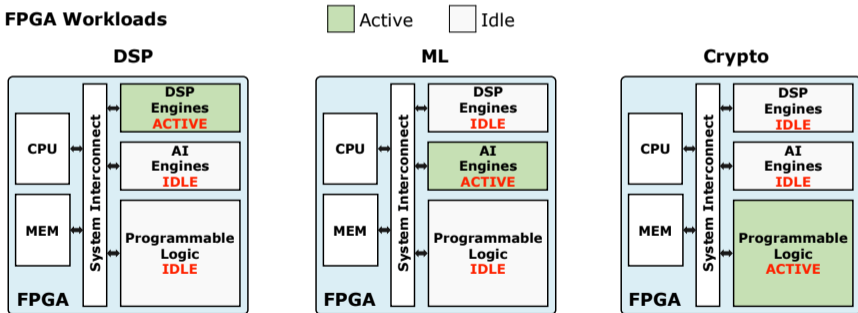 FPGA Workloads
Active
Idle
DSP
DSP
Engines
ACTIVE
CPU
System Interconnect
AI
Engines
IDLE
MEM
Programmable
Logic
IDLE
FPGA
ML
DSP
Engines
IDLE
CPU
System Interconnect
AI
Engines
ACTIVE
MEM
Programmable
Logic
IDLE
FPGA
Crypto
DSP
Engines
IDLE
CPU
System Interconnect
AI
Engines
IDLE
MEM
Programmable
Logic
ACTIVE
FPGA